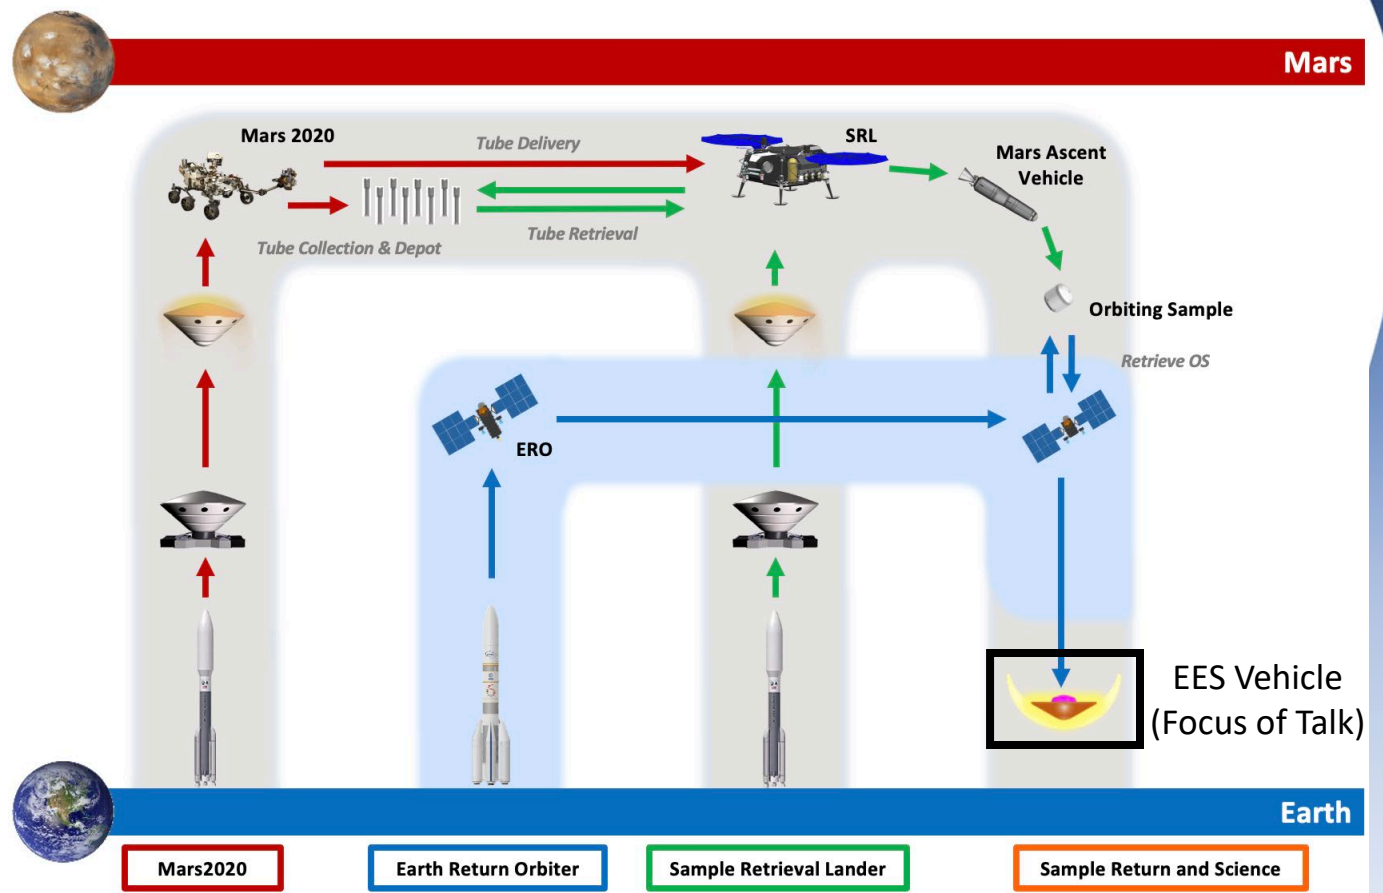 Mars
Mars 2020
Tube Delivery
SRL
Mars Ascent
Vehicle
Tube Collection & Depot
Tube Retrieval
Orbiting Sample
Retrieve OS
ERO
EES Vehicle
(Focus of Talk)
Earth
Mars2020
Earth Return Orbiter
Sample Retrieval Lander
Sample Return and Science